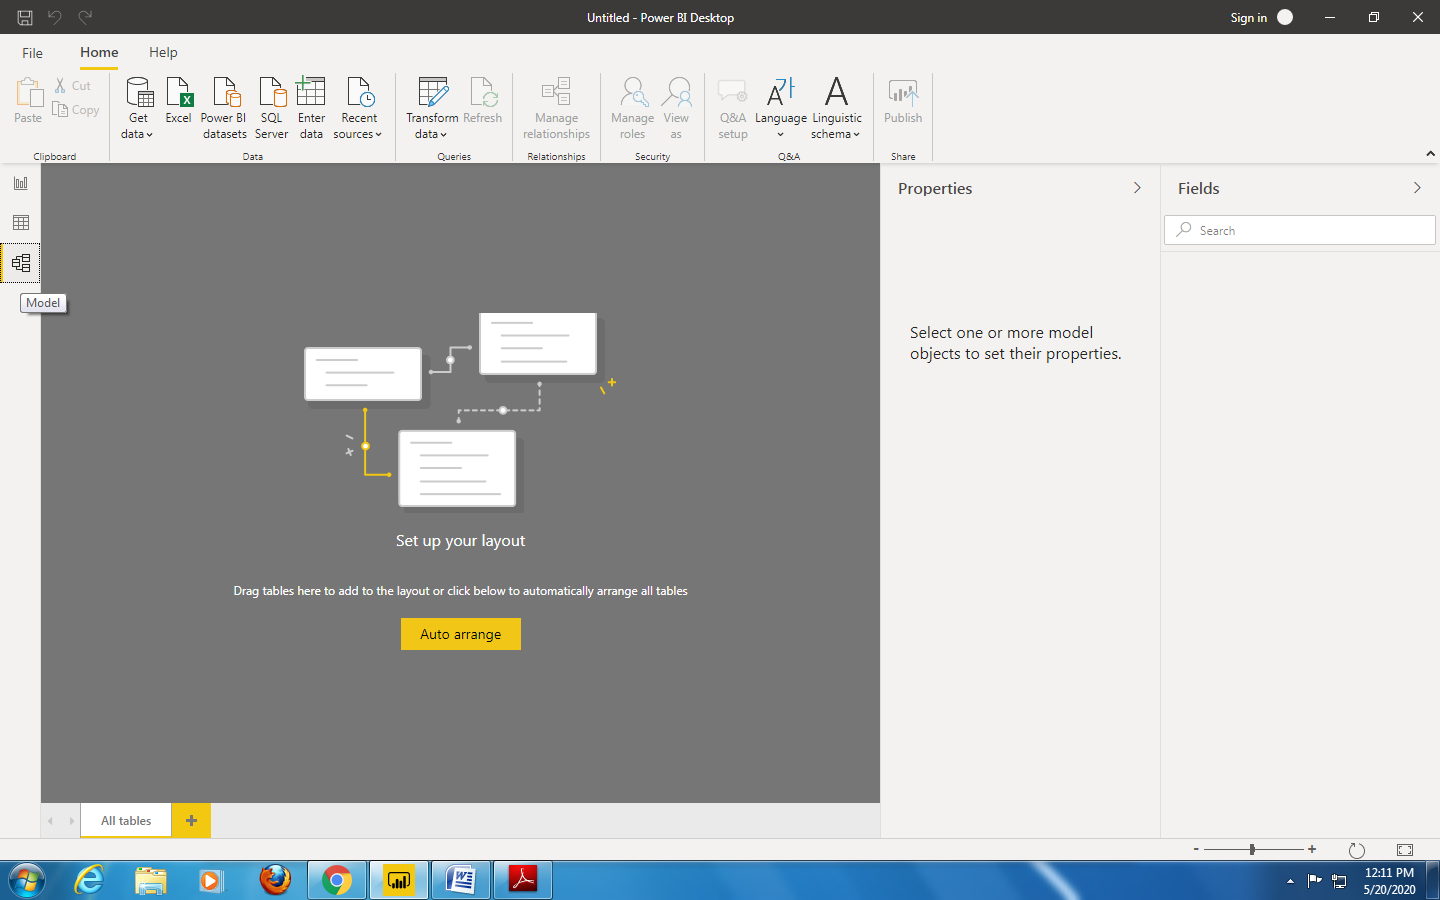 Untitled - Power BI Desktop
Sign in
File
Home
Help
Paste
Cut
Copy
Clipboard
Get
data
Excel
Power BI
datasets
SQL
Server
Enter
data
Recent
sources
Data
Transform
data
Refresh
Queries
Manage
relationships
Relationships
Manage
roles
View
as
Security
Q&A
setup
Language
Linguistic
schema
Q&A
Publish
Share
Model
Set up your layout
Drag tables here to add to the layout or click below to automatically arrange all tables
Auto arrange
Properties
Select one or more model
objects to set their properties.
Fields
Search
All tables
12:11 PM
5/20/2020